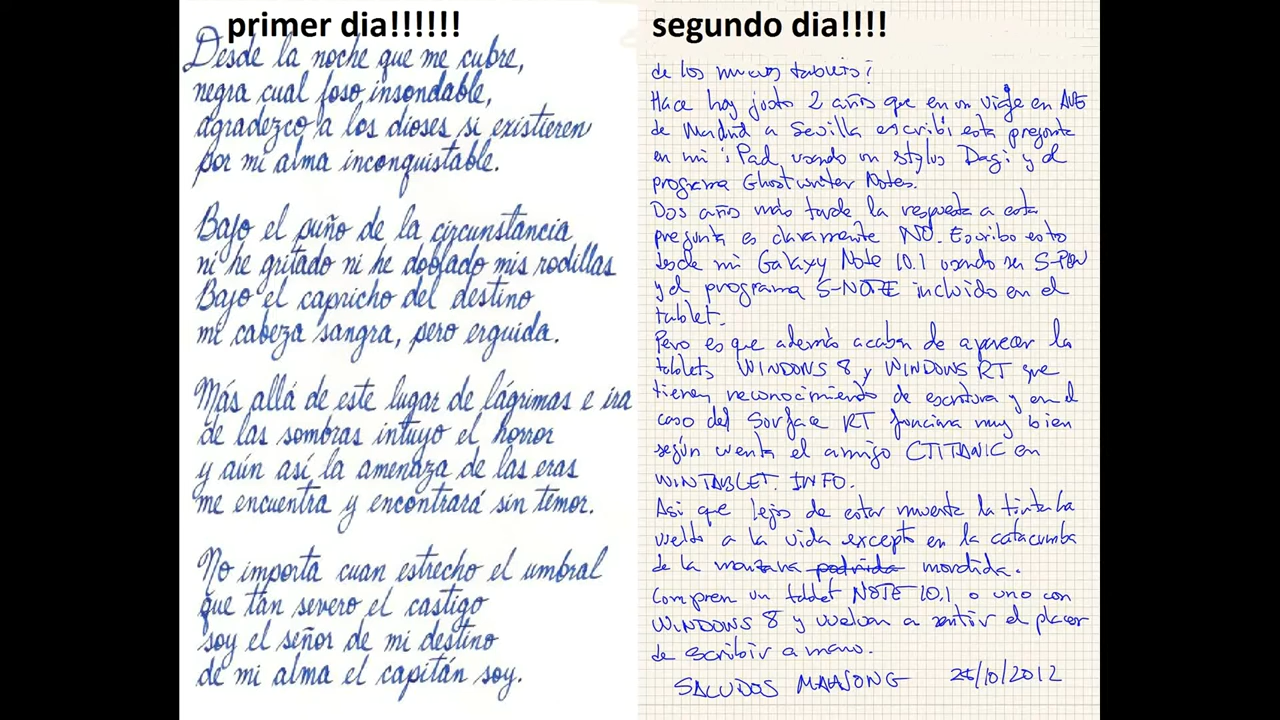 primer dia!!!!!!
Desde la noche que me cubre,
negra cual foso insondable,
agradezco a los dioses si existieren
por mi alma inconquistable.
Bajo el puño de la circunstancia
ni he gritado ni he doblado mis rodillas
Bajo el capricho del destino
mi cabeza sangra, pero erguida.
Más allá de este lugar de lágrimas e ira
de las sombras intuyo el horror
y aún así la amenaza de las eras
me encuentra y encontrará sin temor.
No importa cuan estrecho el umbral
que tan severo el castigo
soy el señor de mi destino
de mi alma el capitán soy.
segundo dia!!!!
de los nuevos tablets?
Hace hoy justo 2 años que en un viaje en AVE
de Madrid a Sevilla escribí esta pregunta
en mi iPad, usando un stylus Dagi y el
programa Ghostwriter Notes.
Dos años más tarde la respuesta a esta
pregunta es claramente NO. Escribo esto
desde mi Galaxy Note 10.1 usando su S-PEN
y el programa S-NOTE incluido en el
tablet.
Pero es que además acaban de aparecer la
tablets WINDOWS 8 y WINDOWS RT que
tienen reconocimiento de escritura y en el
caso del Surface RT funciona muy bien
según cuenta el amigo CTITANIC en
WINTABLET.INFO.
Asi que lejos de estar muerta la tinta ha
vuelto a la vida excepto en la catacumba
de la manzana podrida mordida.
Compren un tablet NOTE 10.1 o uno con
WINDOWS 8 y vuelvan a sentir el placer
de escribir a mano.
SALUDOS MAHJONG 25/10/2012